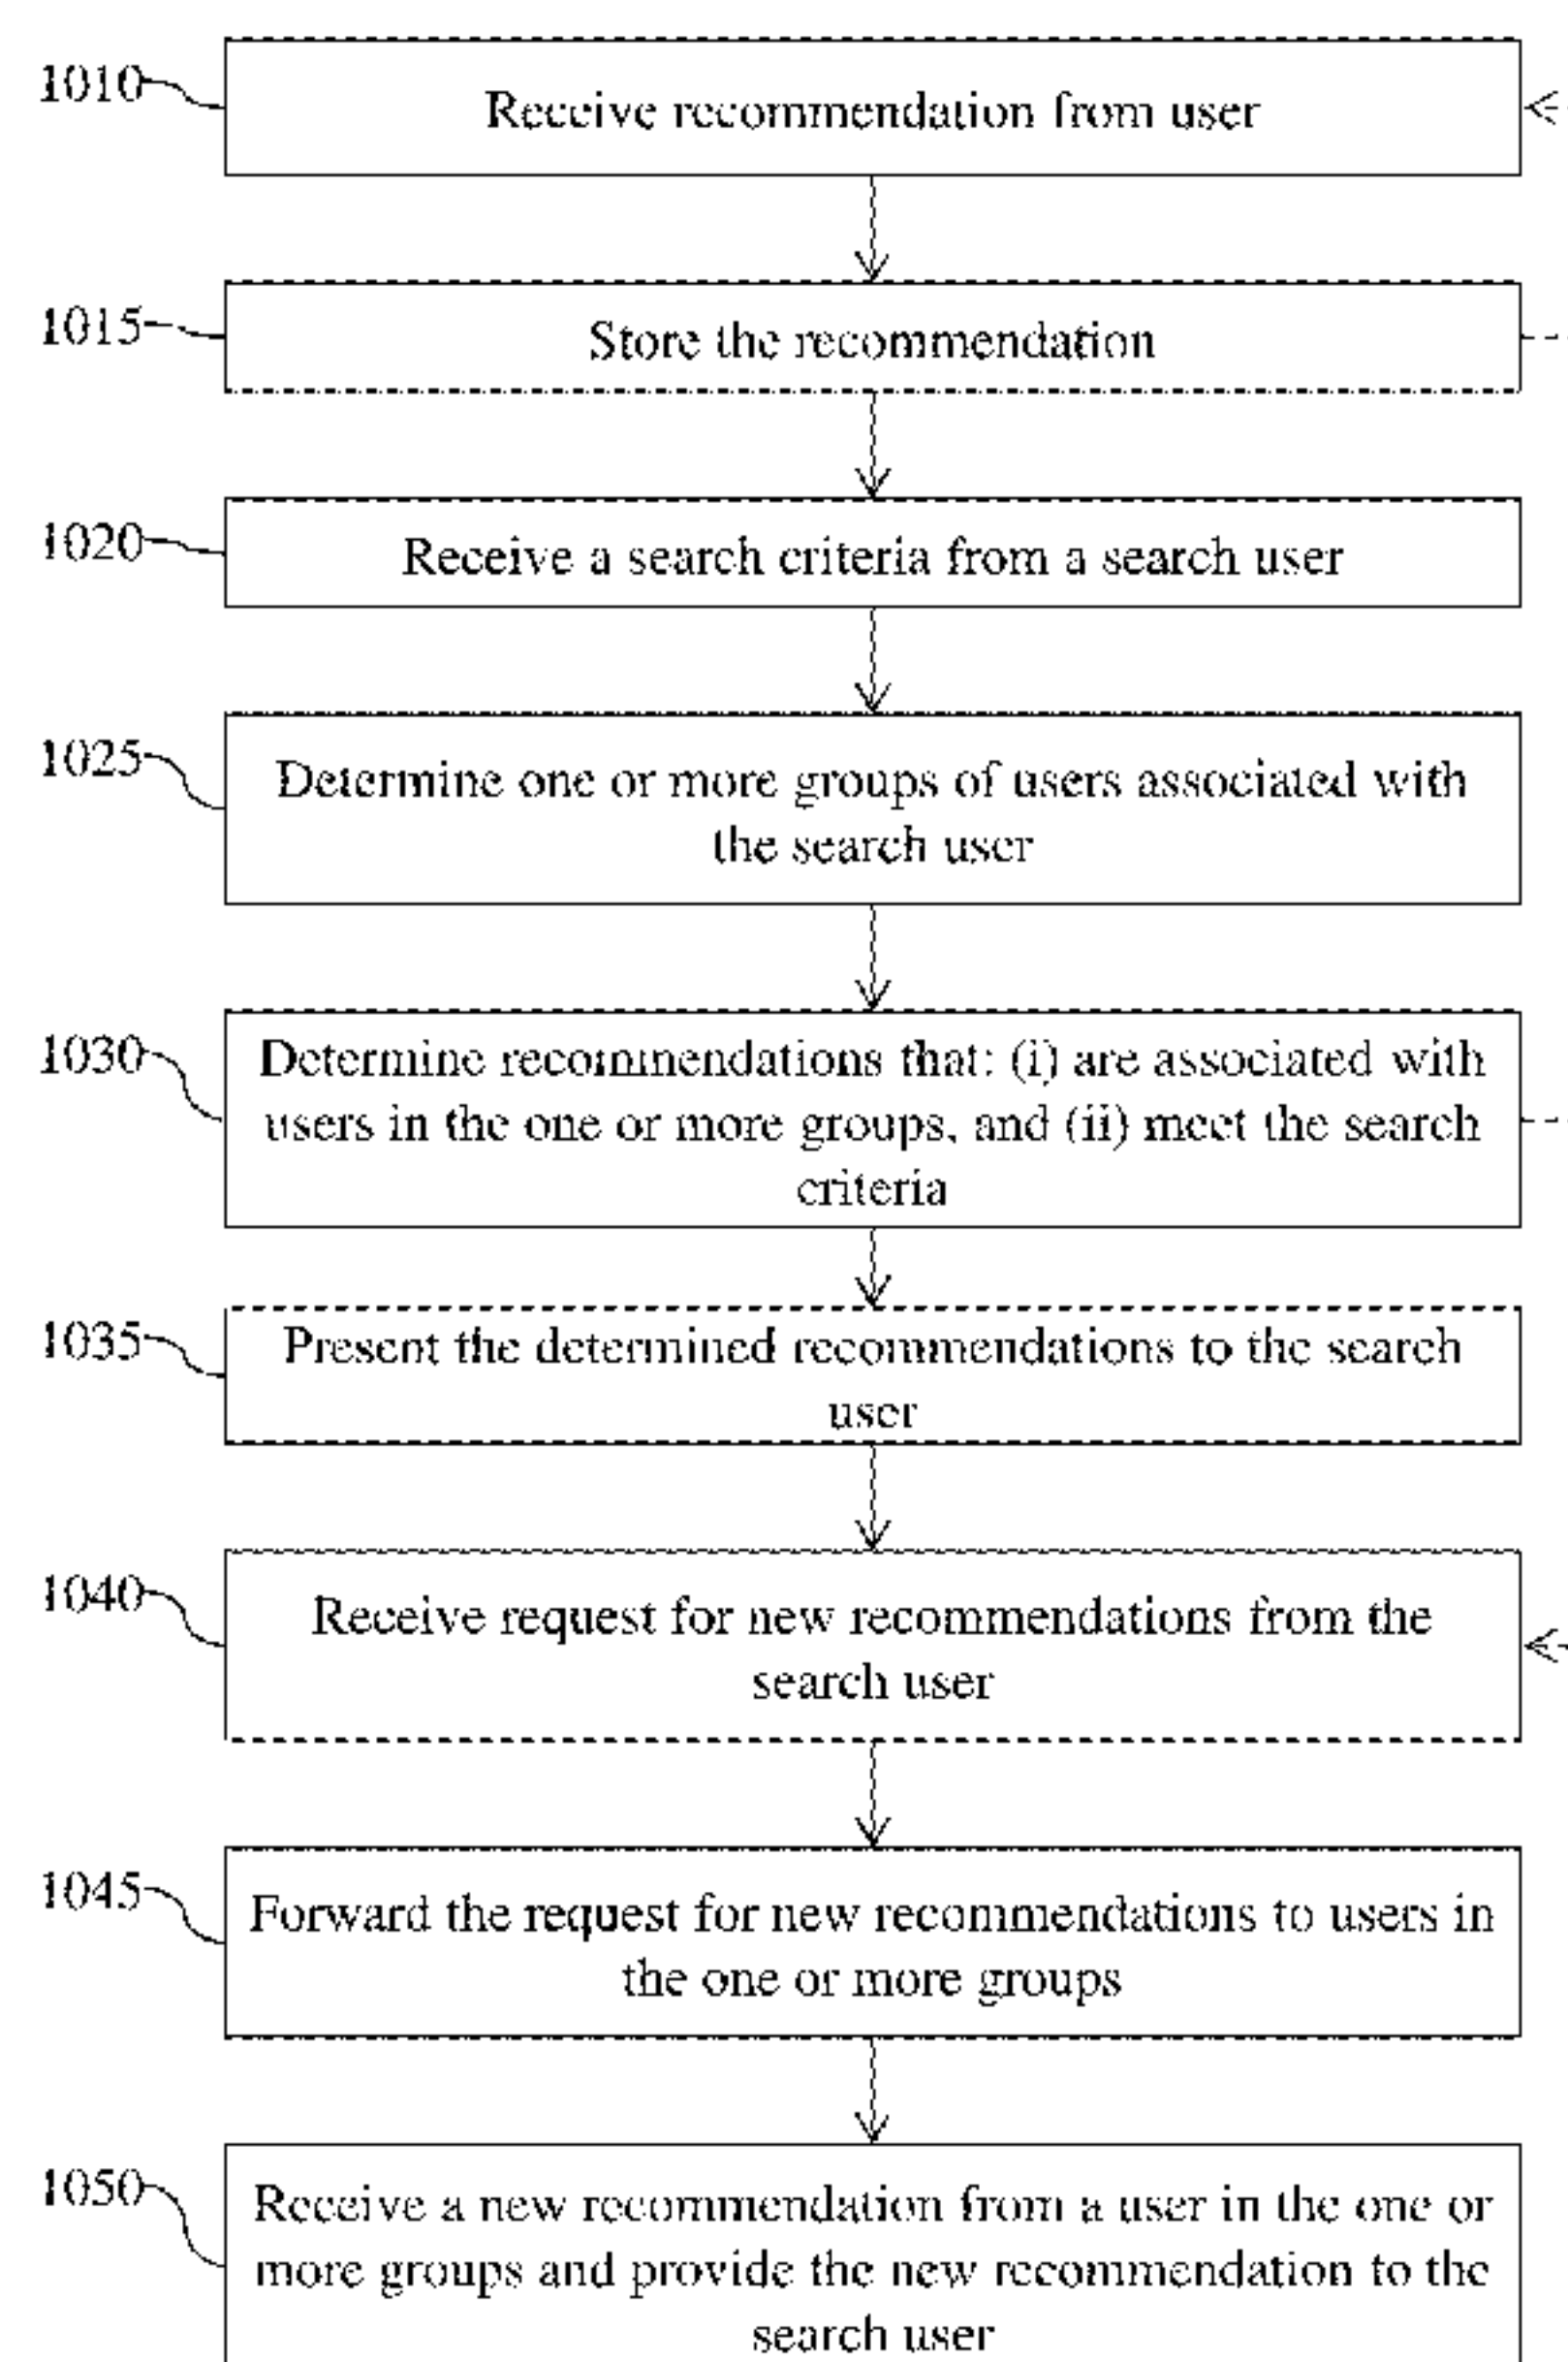 1010
Receive recommendation from user
1015
Store the recommendation
1020
Receive a search criteria from a search user
1025
Determine one or more groups of users associated with
the search user
1030
Determine recommendations that: (i) are associated with
users in the one or more groups, and (ii) meet the search
criteria
1035
Present the determined recommendations to the search
user
1040
Receive request for new recommendations from the
search user
1045
Forward the request for new recommendations to users in
the one or more groups
1050
Receive a new recommendation from a user in the one or
more groups and provide the new recommendation to the
search user